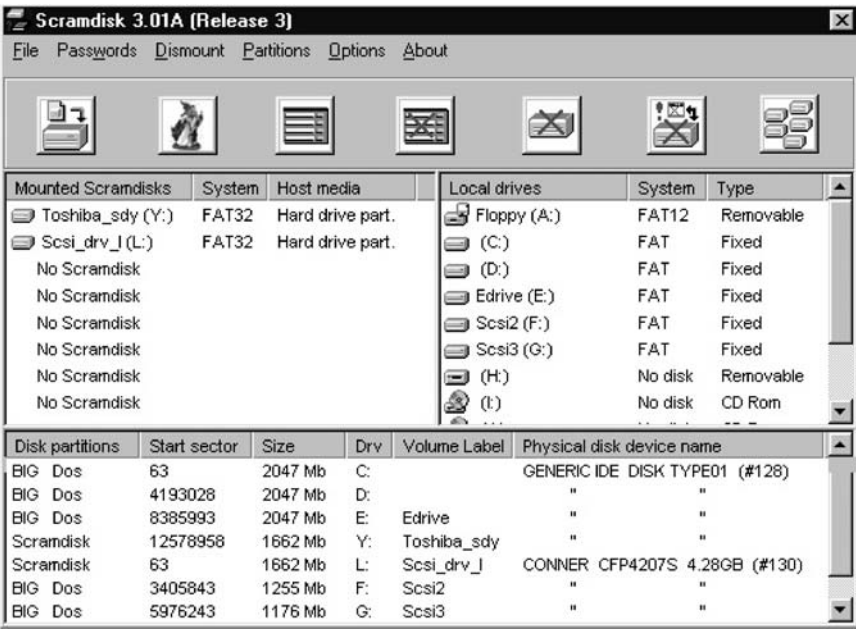 Scramdisk 3.01A (Release 3)
File Passwords Dismount Partitions Options About
Mounted Scramdisks System Host media
Toshiba_sdy (Y:) FAT32 Hard drive part.
Scsi_drv_l (L:) FAT32 Hard drive part.
No Scramdisk
No Scramdisk
No Scramdisk
No Scramdisk
No Scramdisk
No Scramdisk
Local drives System Type
Floppy (A:) FAT12 Removable
(C:) FAT Fixed
(D:) FAT Fixed
Edrive (E:) FAT Fixed
Scsi2 (F:) FAT Fixed
Scsi3 (G:) FAT Fixed
(H:) No disk Removable
(I:) No disk CD Rom
Disk partitions Start sector Size Drv Volume Label Physical disk device name
BIG Dos 63 2047 Mb C: GENERIC IDE DISK TYPE01 (#128)
BIG Dos 4193028 2047 Mb D: " "
BIG Dos 8385993 2047 Mb E: Edrive " "
Scramdisk 12578958 1662 Mb Y: Toshiba_sdy " "
Scramdisk 63 1662 Mb L: Scsi_drv_l CONNER CFP4207S 4.28GB (#130)
BIG Dos 3405843 1255 Mb F: Scsi2 " "
BIG Dos 5976243 1176 Mb G: Scsi3 " "